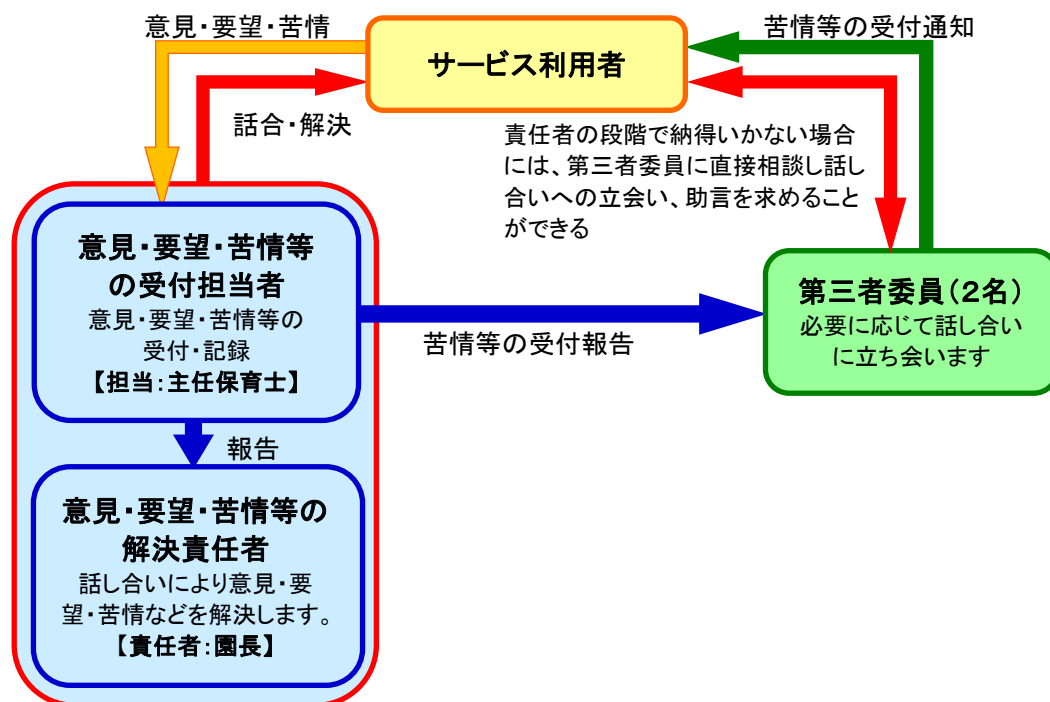 意見・要望・苦情
サービス利用者
苦情等の受付通知
話合・解決
責任者の段階で納得いかない場合
には、第三者委員に直接相談し話し
合いへの立会い、助言を求めること
ができる
意見・要望・苦情等
の受付担当者
意見・要望・苦情等の
受付・記録
【担当：主任保育士】
苦情等の受付報告
第三者委員（２名）
必要に応じて話し合い
に立ち会います
報告
意見・要望・苦情等の
解決責任者
話し合いにより意見・要
望・苦情などを解決します。
【責任者：園長】